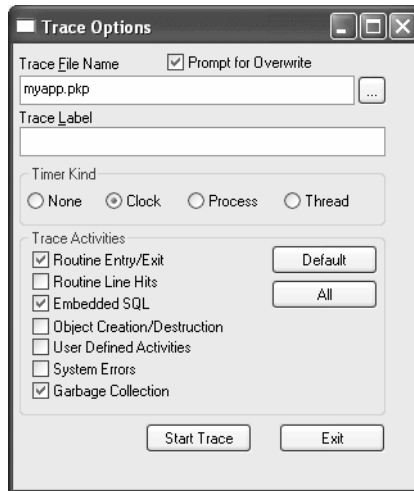 Trace Options
Trace File Name Prompt for Overwrite
myapp.pkp ...
Trace Label
Timer Kind
None Clock Process Thread
Trace Activities
Routine Entry/Exit Default
Routine Line Hits
All
Embedded SQL
Object Creation/Destruction
User Defined Activities
System Errors
Garbage Collection
Start Trace Exit